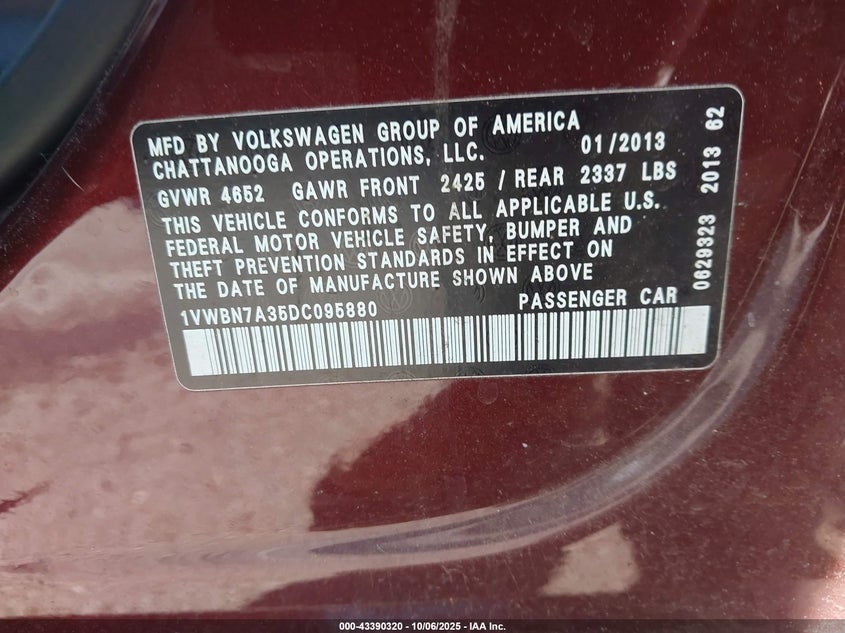 MFD BY VOLKSWAGEN GROUP OF AMERICA
CHATTANOOGA OPERATIONS, LLC. 01/2013
GVWR 4652 GAWR FRONT 2425 / REAR 2337 LBS
THIS VEHICLE CONFORMS TO ALL APPLICABLE U.S.
FEDERAL MOTOR VEHICLE SAFETY, BUMPER AND
THEFT PREVENTION STANDARDS IN EFFECT ON
THE DATE OF MANUFACTURE SHOWN ABOVE
1VWBN7A35DC095880 PASSENGER CAR
0629323 2013 62
000-43390320 - 10/06/2025 - IAA Inc.